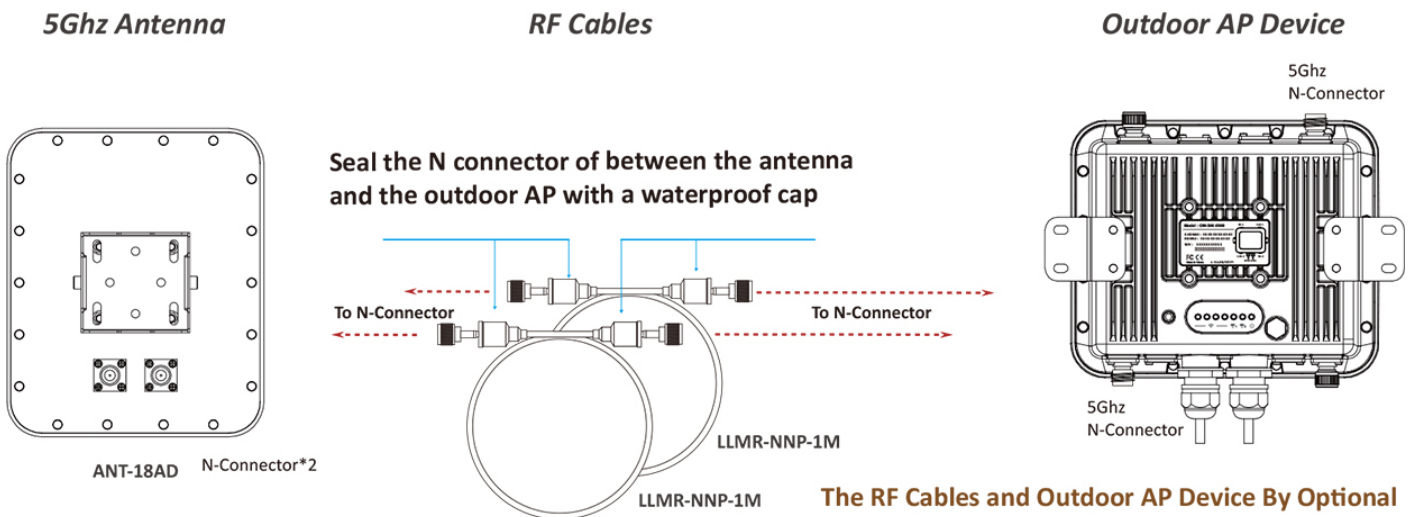 5Ghz Antenna
RF Cables
Outdoor AP Device
5Ghz
N-Connector
Seal the N connector of between the antenna
and the outdoor AP with a waterproof cap
To N-Connector
To N-Connector
5Ghz
N-Connector
LLMR-NNP-1M
ANT-18AD
N-Connector*2
LLMR-NNP-1M
The RF Cables and Outdoor AP Device By Optional